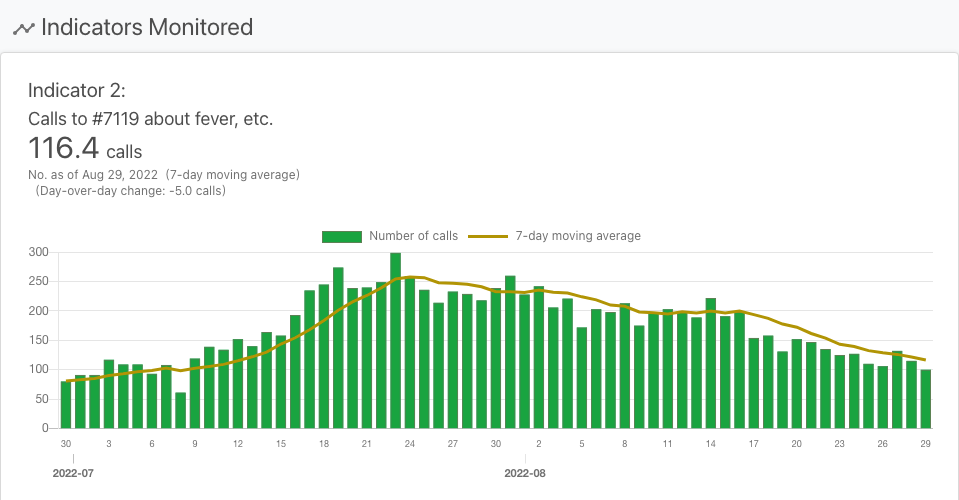 Indicators Monitored
Indicator 2:
Calls to #7119 about fever, etc.
116.4 calls
No. as of Aug 29, 2022 (7-day moving average)
(Day-over-day change: -5.0 calls)
Number of calls 7-day moving average
300
250
200
150
100
50
0
30 3 6 9 12 15 18 21 24 27 30 2 5 8 11 14 17 20 23 26 29
2022-07 2022-08